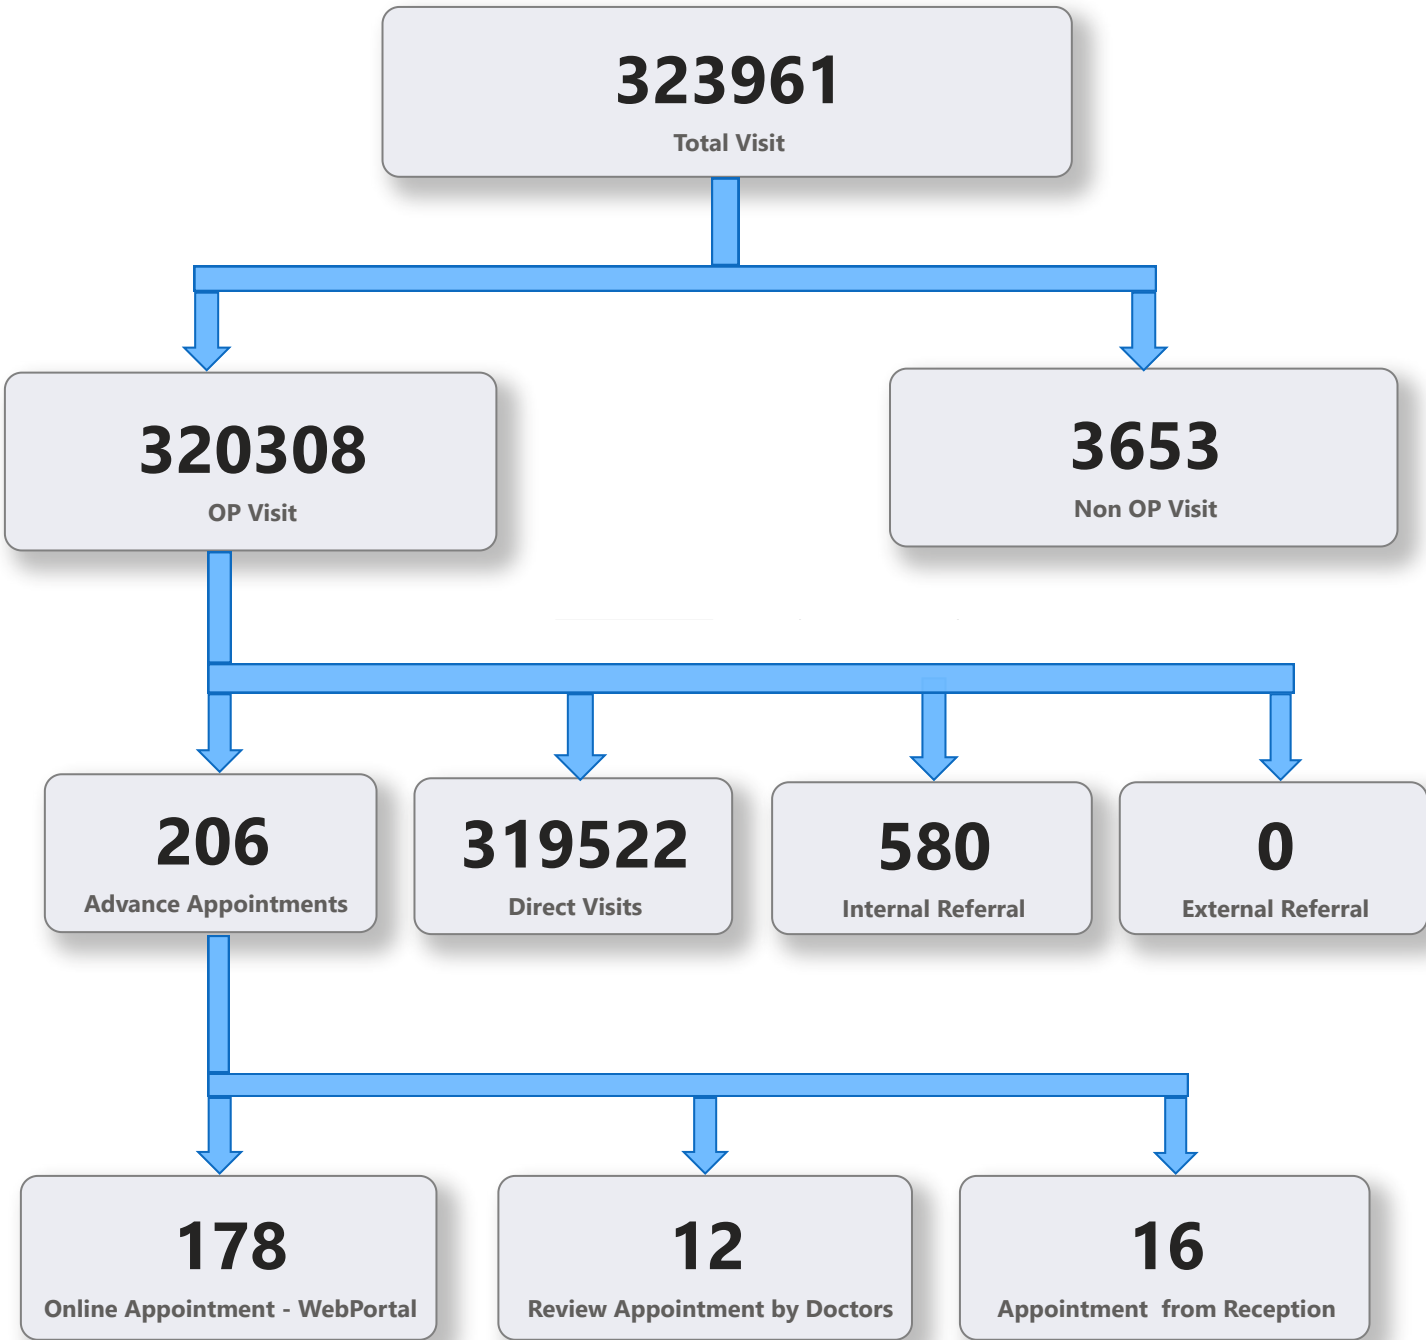 323961
Total Visit
320308
OP Visit
3653
Non OP Visit
206
Advance Appointments
319522
Direct Visits
580
Internal Referral
0
External Referral
178
Online Appointment - WebPortal
12
Review Appointment by Doctors
16
Appointment  from Reception